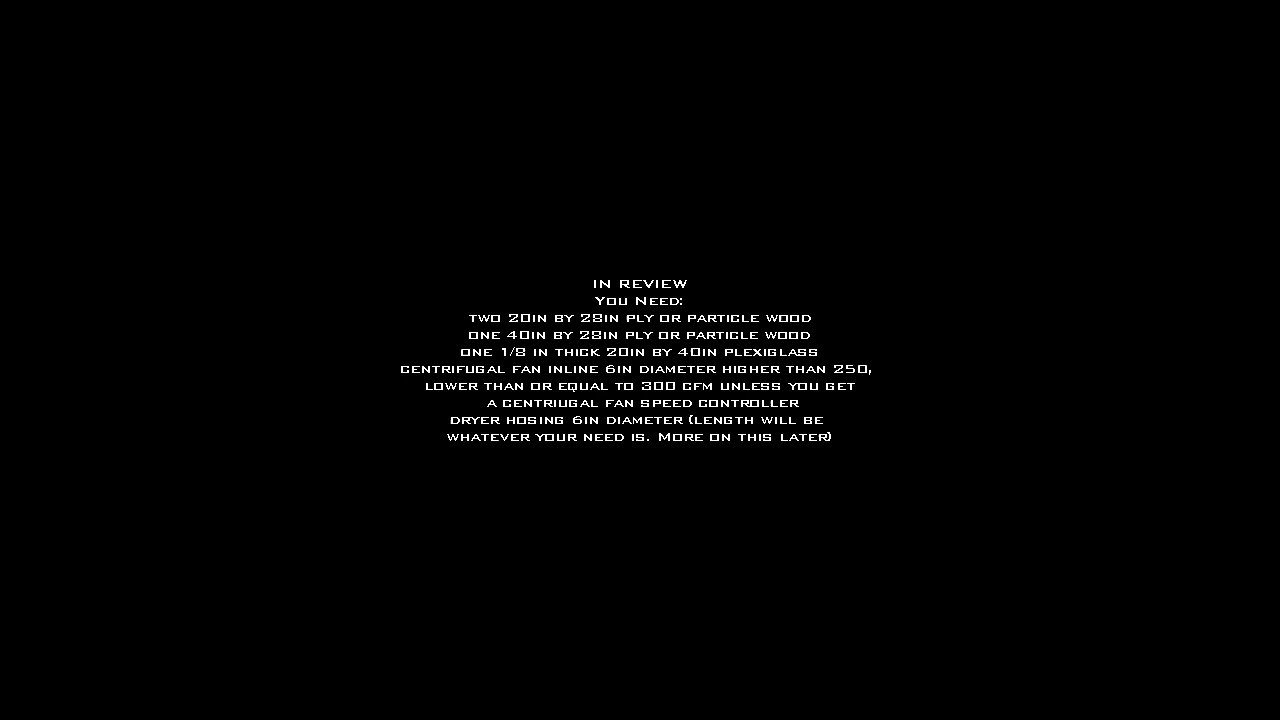 IN REVIEW
YOU NEED:
TWO 20IN BY 28IN PLY OR PARTICLE WOOD
ONE 40IN BY 28IN PLY OR PARTICLE WOOD
ONE 1/8 IN THICK 20IN BY 40IN PLEXIGLASS
CENTRIFUGAL FAN INLINE 6IN DIAMETER HIGHER THAN 250,
LOWER THAN OR EQUAL TO 300 CFM UNLESS YOU GET
A CENTRIUGAL FAN SPEED CONTROLLER
DRYER HOSING 6IN DIAMETER (LENGTH WILL BE
WHATEVER YOUR NEED IS. MORE ON THIS LATER)